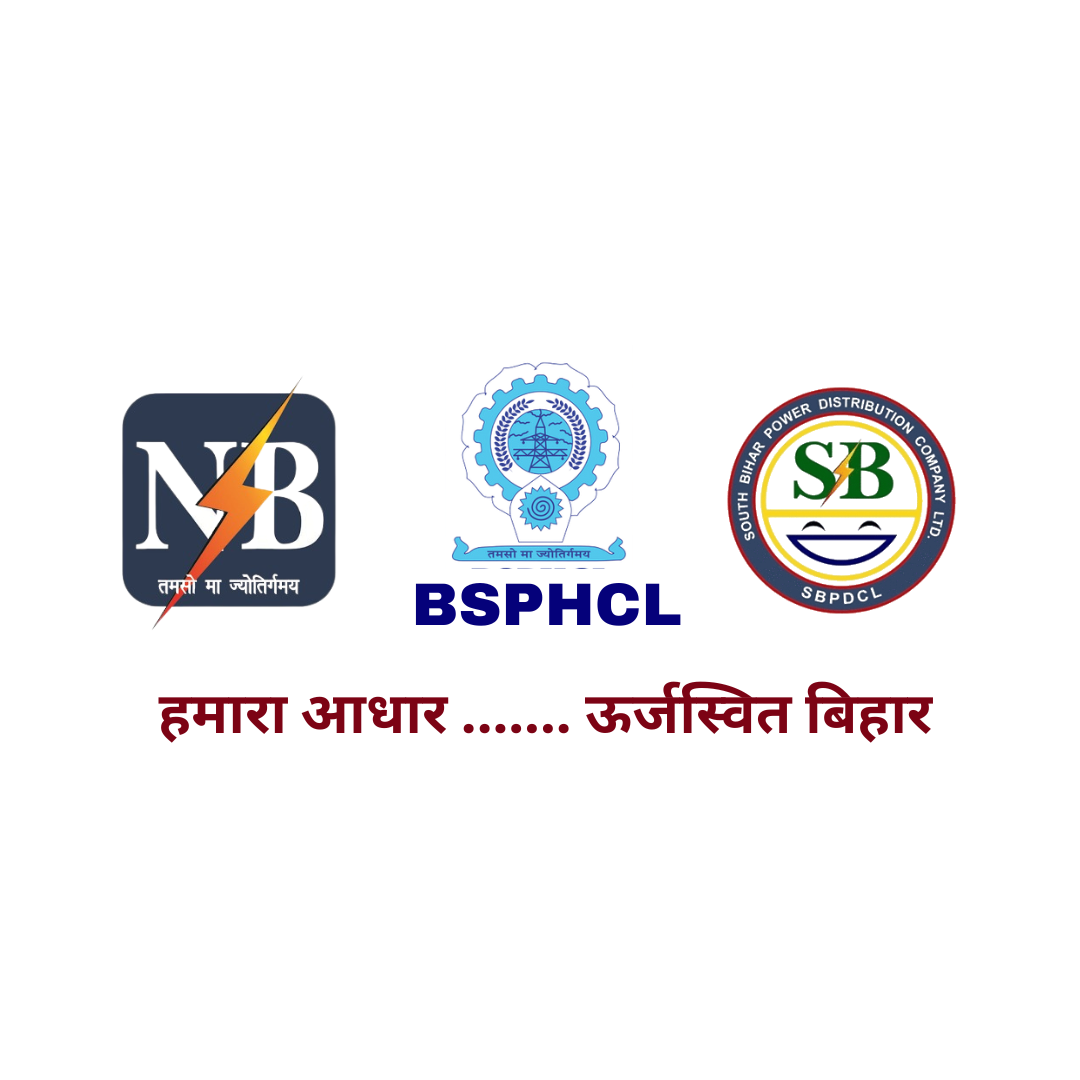 NB
तमसो मा ज्योतिर्गमय
तमसो मा ज्योतिर्गमय
BSPHCL
SOUTH BIHAR POWER DISTRIBUTION COMPANY LTD.
SB
SBPDCL
हमारा आधार ....... ऊर्जस्वित बिहार